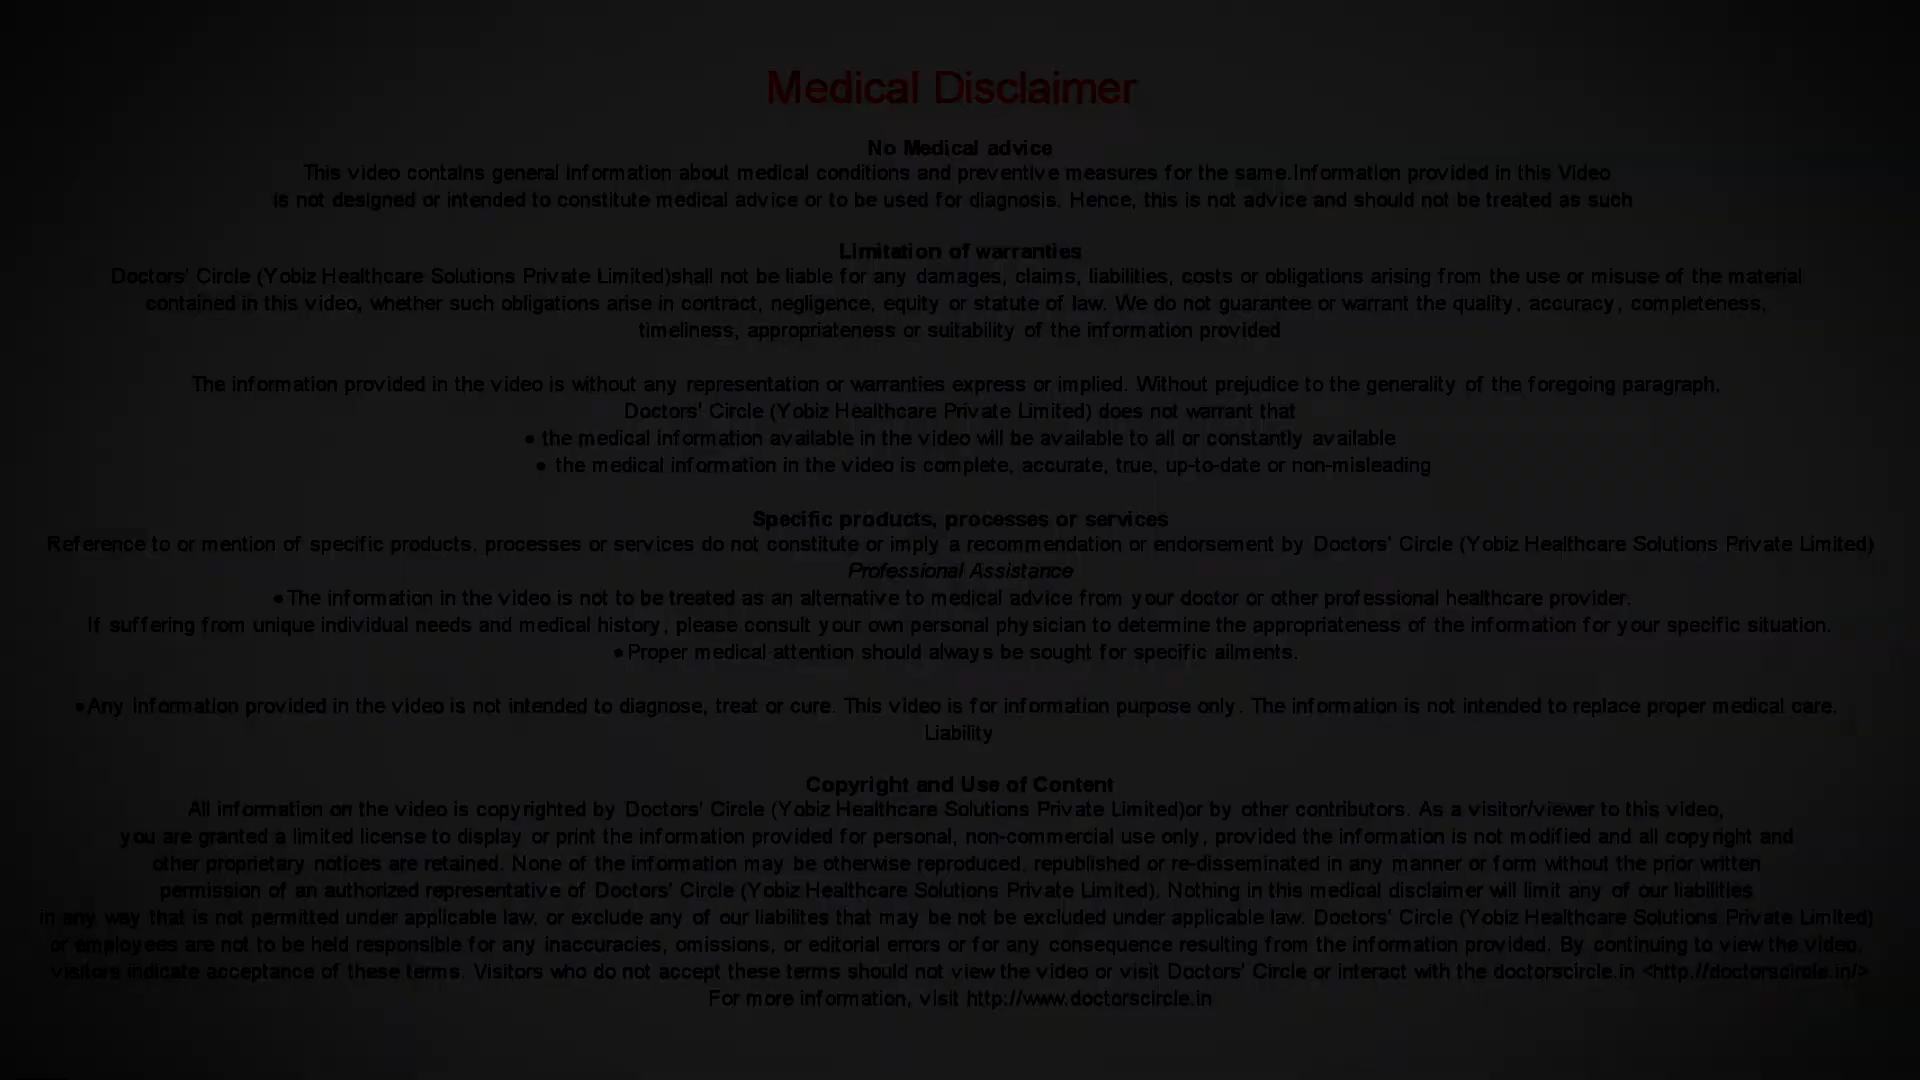 Medical Disclaimer
No Medical advice
This video contains general information about medical conditions and preventive measures for the same.Information provided in this Video
is not designed or intended to constitute medical advice or to be used for diagnosis. Hence, this is not advice and should not be treated as such
Limitation of warranties
Doctors' Circle (Yobiz Healthcare Solutions Private Limited)shall not be liable for any damages, claims, liabilities, costs or obligations arising from the use or misuse of the material
contained in this video, whether such obligations arise in contract, negligence, equity or statute of law. We do not guarantee or warrant the quality, accuracy, completeness,
timeliness, appropriateness or suitability of the information provided
The information provided in the video is without any representation or warranties express or implied. Without prejudice to the generality of the foregoing paragraph,
Doctors' Circle (Yobiz Healthcare Private Limited) does not warrant that
• the medical information available in the video will be available to all or constantly available
• the medical information in the video is complete, accurate, true, up-to-date or non-misleading
Specific products, processes or services
Reference to or mention of specific products, processes or services do not constitute or imply a recommendation or endorsement by Doctors' Circle (Yobiz Healthcare Solutions Private Limited)
Professional Assistance
•The information in the video is not to be treated as an alternative to medical advice from your doctor or other professional healthcare provider.
If suffering from unique individual needs and medical history, please consult your own personal physician to determine the appropriateness of the information for your specific situation.
•Proper medical attention should always be sought for specific ailments.
•Any information provided in the video is not intended to diagnose, treat or cure. This video is for information purpose only. The information is not intended to replace proper medical care.
Liability
Copyright and Use of Content
All information on the video is copyrighted by Doctors' Circle (Yobiz Healthcare Solutions Private Limited)or by other contributors. As a visitor/viewer to this video,
you are granted a limited license to display or print the information provided for personal, non-commercial use only, provided the information is not modified and all copyright and
other proprietary notices are retained. None of the information may be otherwise reproduced, republished or re-disseminated in any manner or form without the prior written
permission of an authorized representative of Doctors' Circle (Yobiz Healthcare Solutions Private Limited). Nothing in this medical disclaimer will limit any of our liabilities
in any way that is not permitted under applicable law, or exclude any of our liabilites that may be not be excluded under applicable law. Doctors' Circle (Yobiz Healthcare Solutions Private Limited)
or employees are not to be held responsible for any inaccuracies, omissions, or editorial errors or for any consequence resulting from the information provided. By continuing to view the video,
visitors indicate acceptance of these terms. Visitors who do not accept these terms should not view the video or visit Doctors' Circle or interact with the doctorscircle.in <http://doctorscircle.in/>
For more information, visit http://www.doctorscircle.in